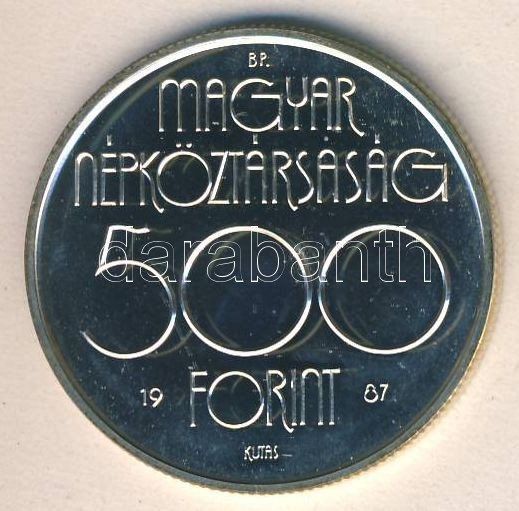 BP.
MAGYAR
NÉPKÖZTÁRSASÁG
500
darabanth
19 FORINT 87
KUTAS